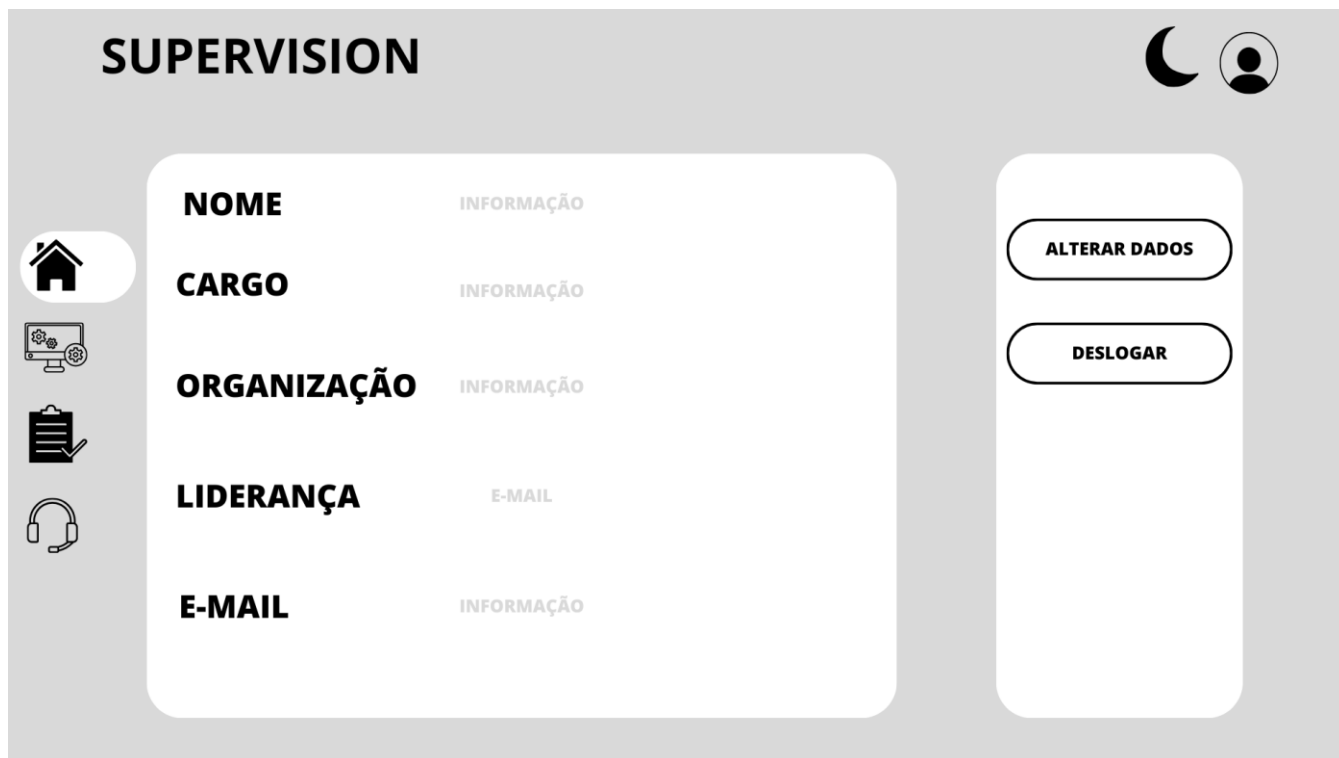 SUPERVISION
NOME INFORMAÇÃO
CARGO INFORMAÇÃO
ORGANIZAÇÃO INFORMAÇÃO
LIDERANÇA E-MAIL
E-MAIL INFORMAÇÃO
ALTERAR DADOS
DESLOGAR